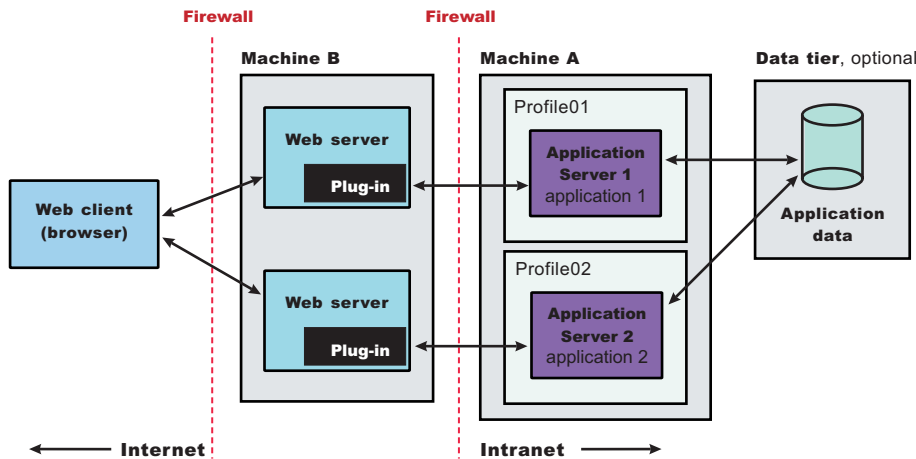 Firewall
Firewall
Machine B
Machine A
Data tier, optional
Profile01
Web server
Plug-in
Application
Server 1
application 1
Web client
(browser)
Application
data
Profile02
Web server
Plug-in
Application
Server 2
application 2
Internet
Intranet